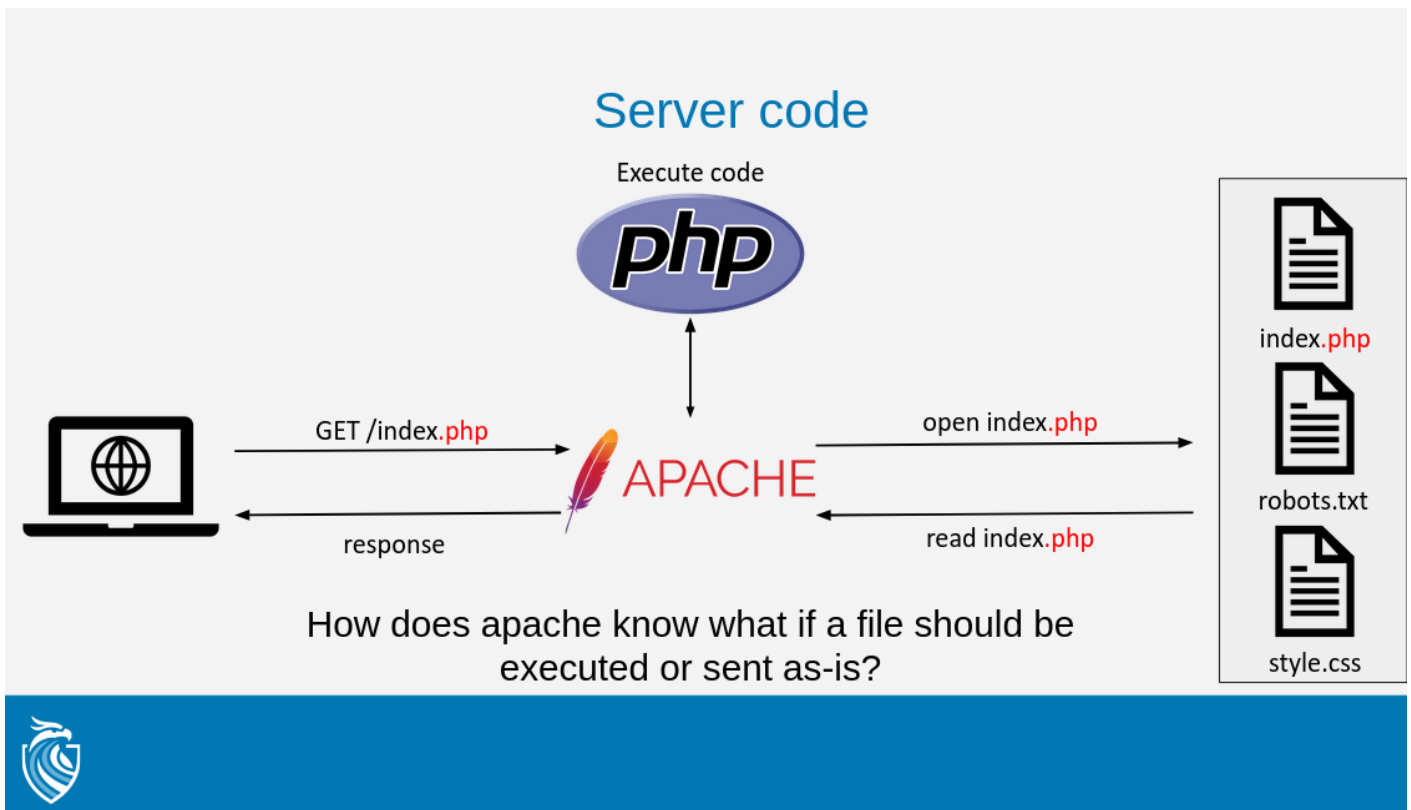 Server code
Execute code
php
GET /index.php
response
APACHE
open index.php
read index.php
index.php
robots.txt
style.css
How does apache know what if a file should be
executed or sent as-is?